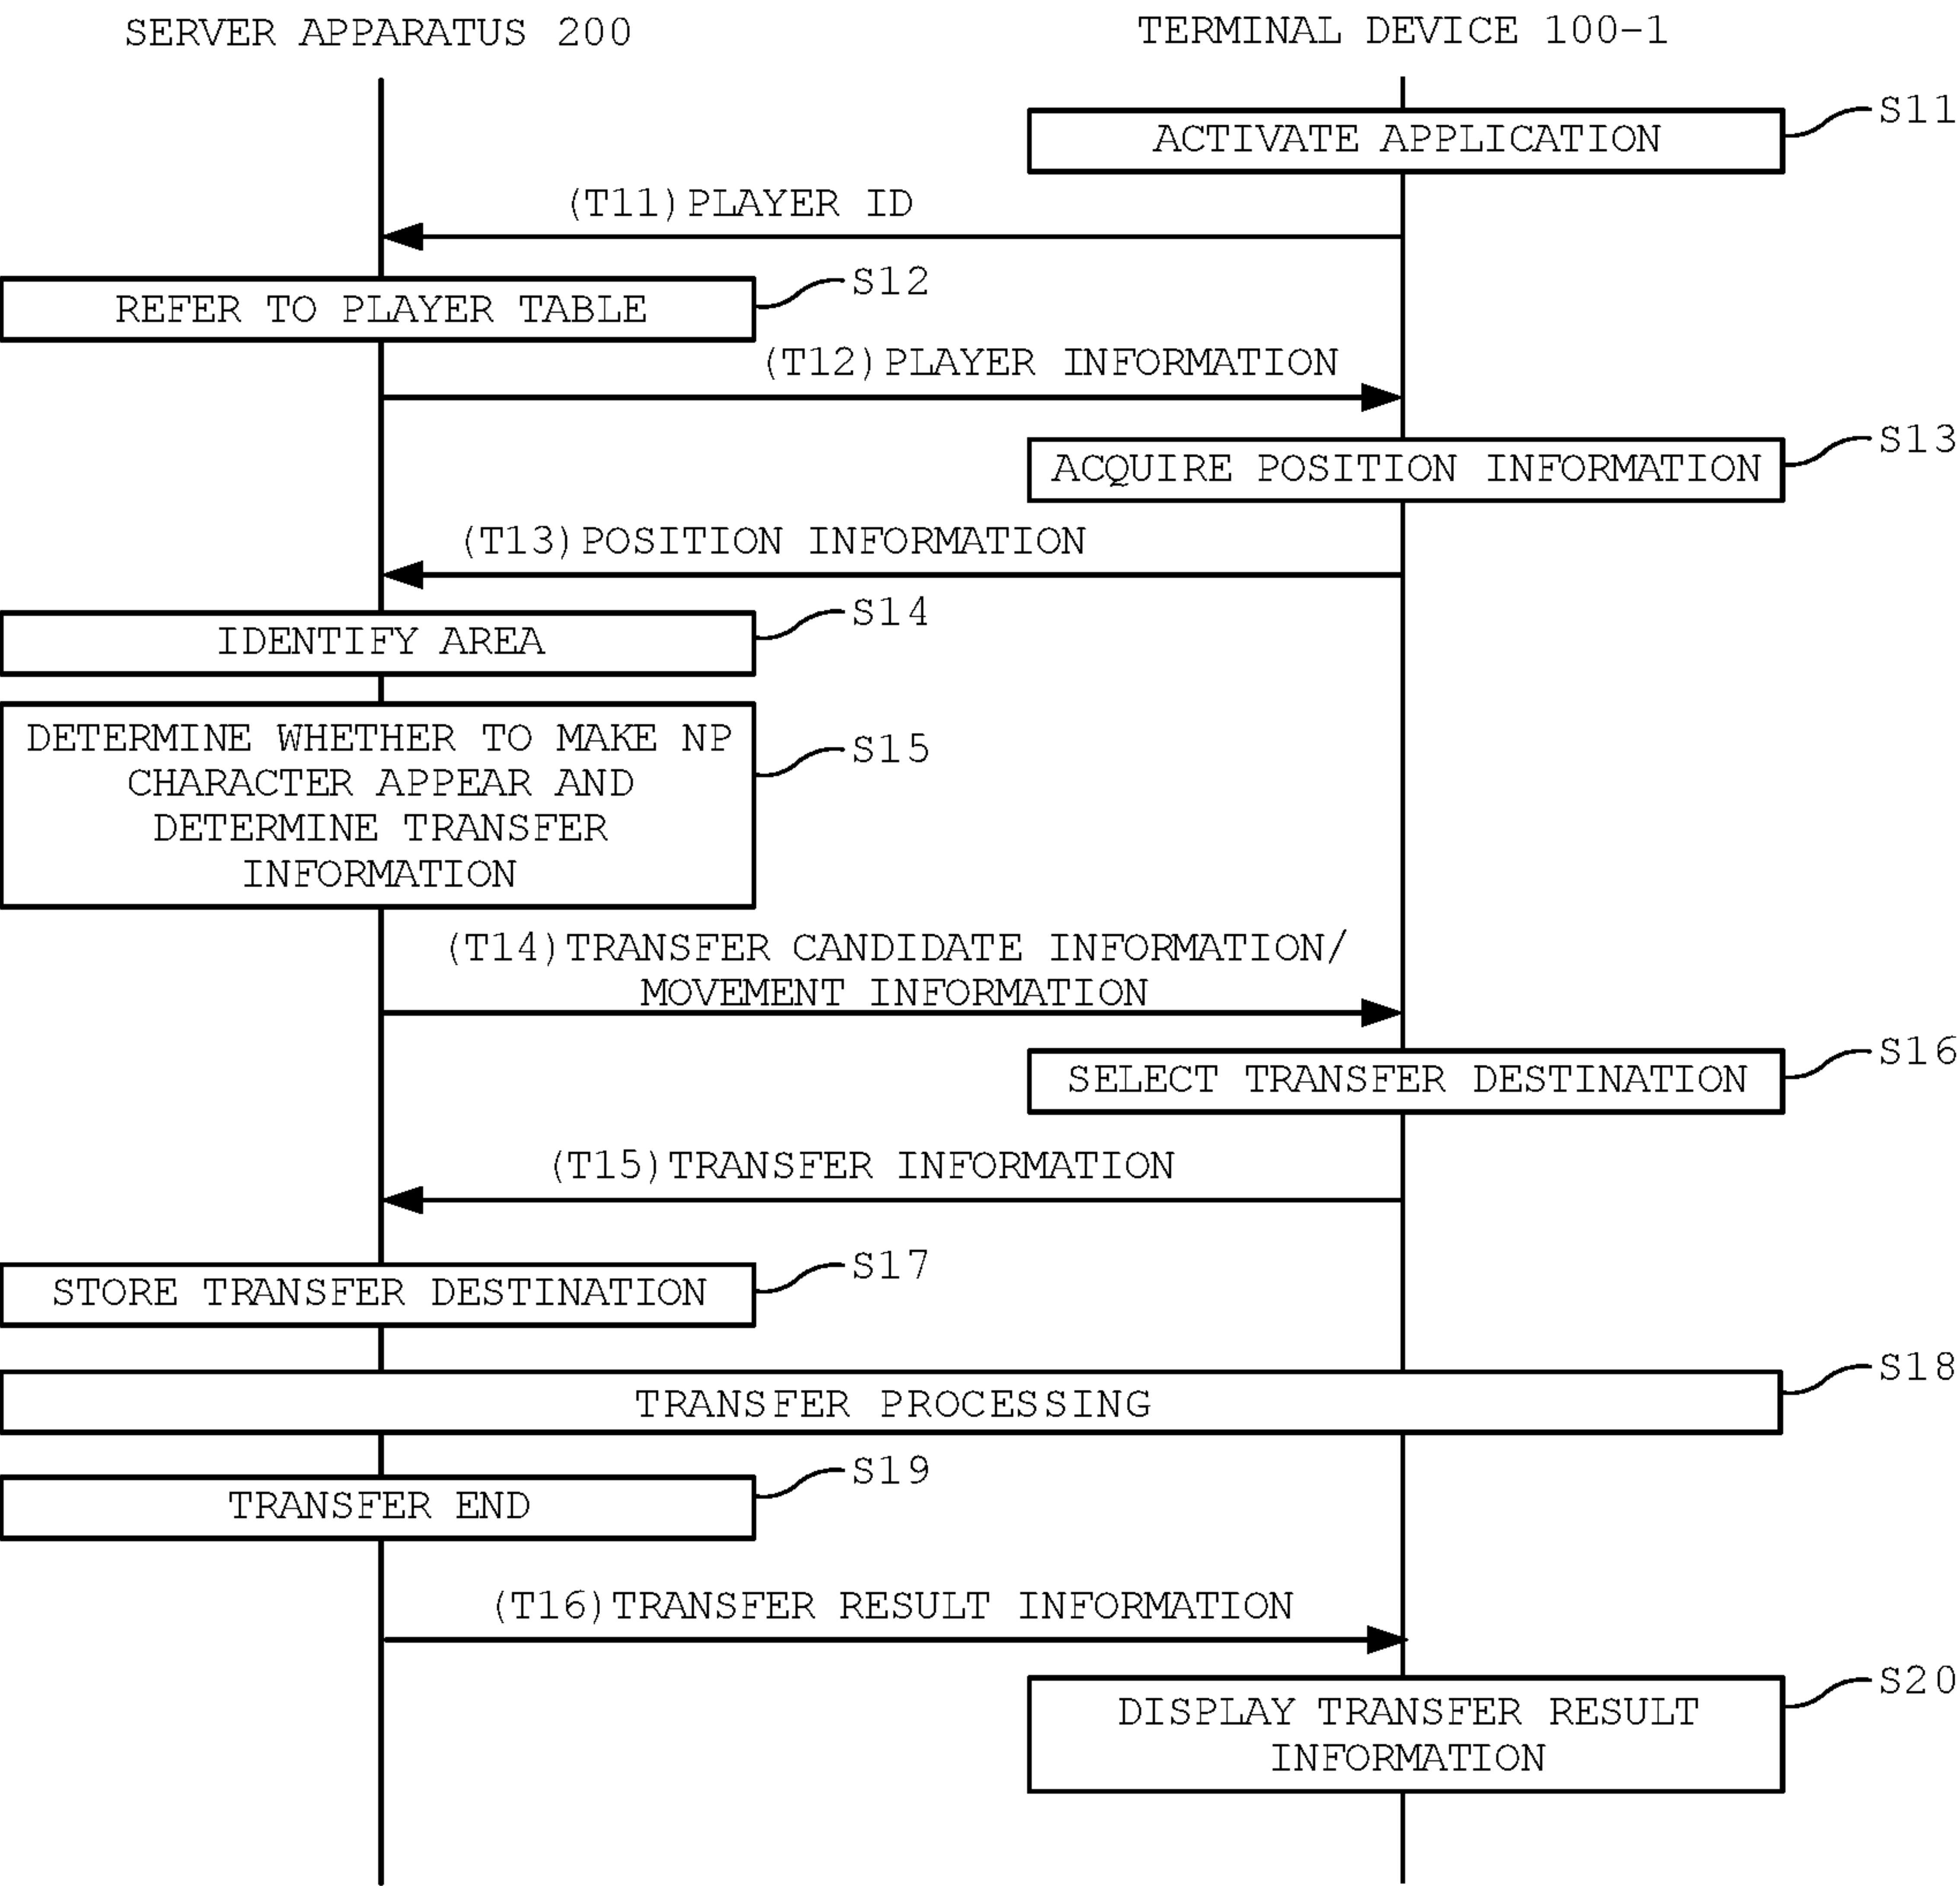 SERVER APPARATUS 200
TERMINAL DEVICE 100-1
S11
ACTIVATE APPLICATION
(T11)PLAYER ID
S12
REFER TO PLAYER TABLE
(T12)PLAYER INFORMATION
S13
ACQUIRE POSITION INFORMATION
(T13)POSITION INFORMATION
S14
IDENTIFY AREA
S15
DETERMINE WHETHER TO MAKE NP
CHARACTER APPEAR AND
DETERMINE TRANSFER
INFORMATION
(T14)TRANSFER CANDIDATE INFORMATION/
MOVEMENT INFORMATION
S16
SELECT TRANSFER DESTINATION
(T15)TRANSFER INFORMATION
S17
STORE TRANSFER DESTINATION
S18
TRANSFER PROCESSING
S19
TRANSFER END
(T16)TRANSFER RESULT INFORMATION
S20
DISPLAY TRANSFER RESULT
INFORMATION